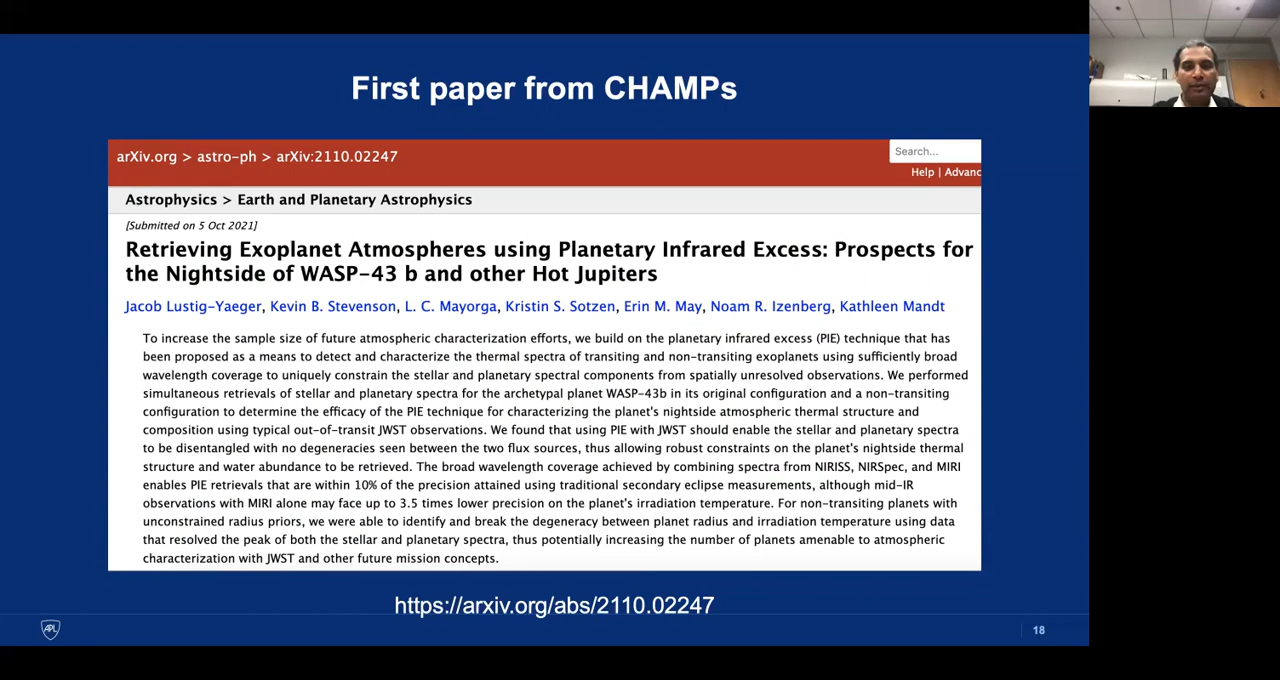 First paper from CHAMPs
arXiv.org > astro-ph > arXiv:2110.02247
Search...
Help | Advanc
Astrophysics > Earth and Planetary Astrophysics
[Submitted on 5 Oct 2021]
Retrieving Exoplanet Atmospheres using Planetary Infrared Excess: Prospects for
the Nightside of WASP-43 b and other Hot Jupiters
Jacob Lustig-Yaeger, Kevin B. Stevenson, L. C. Mayorga, Kristin S. Sotzen, Erin M. May, Noam R. Izenberg, Kathleen Mandt
To increase the sample size of future atmospheric characterization efforts, we build on the planetary infrared excess (PIE) technique that has
been proposed as a means to detect and characterize the thermal spectra of transiting and non-transiting exoplanets using sufficiently broad
wavelength coverage to uniquely constrain the stellar and planetary spectral components from spatially unresolved observations. We performed
simultaneous retrievals of stellar and planetary spectra for the archetypal planet WASP-43b in its original configuration and a non-transiting
configuration to determine the efficacy of the PIE technique for characterizing the planet's nightside atmospheric thermal structure and
composition using typical out-of-transit JWST observations. We found that using PIE with JWST should enable the stellar and planetary spectra
to be disentangled with no degeneracies seen between the two flux sources, thus allowing robust constraints on the planet's nightside thermal
structure and water abundance to be retrieved. The broad wavelength coverage achieved by combining spectra from NIRISS, NIRSpec, and MIRI
enables PIE retrievals that are within 10% of the precision attained using traditional secondary eclipse measurements, although mid-IR
observations with MIRI alone may face up to 3.5 times lower precision on the planet's irradiation temperature. For non-transiting planets with
unconstrained radius priors, we were able to identify and break the degeneracy between planet radius and irradiation temperature using data
that resolved the peak of both the stellar and planetary spectra, thus potentially increasing the number of planets amenable to atmospheric
characterization with JWST and other future mission concepts.
https://arxiv.org/abs/2110.02247
APL
18